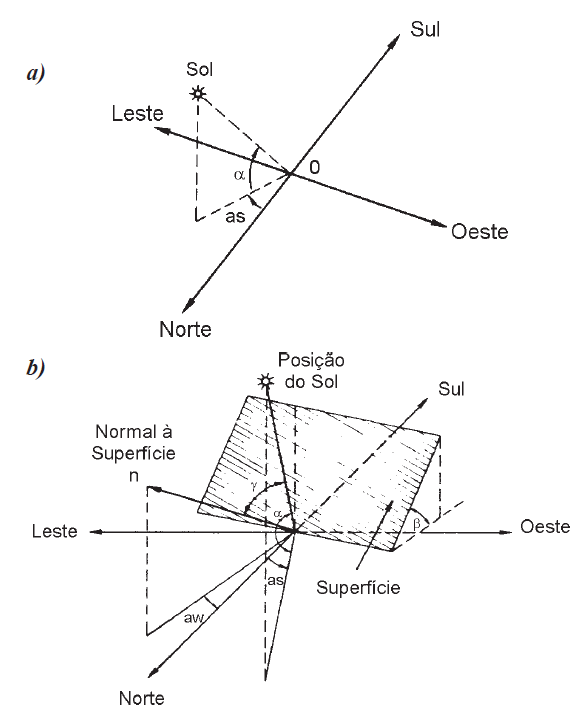 a)
Sul
Sol
Leste
0
α
as
Oeste
Norte
b)
Posição
do Sol
Sul
Normal à
Superfície
n
γ
α
Leste
β
Oeste
as
Superfície
aw
Norte